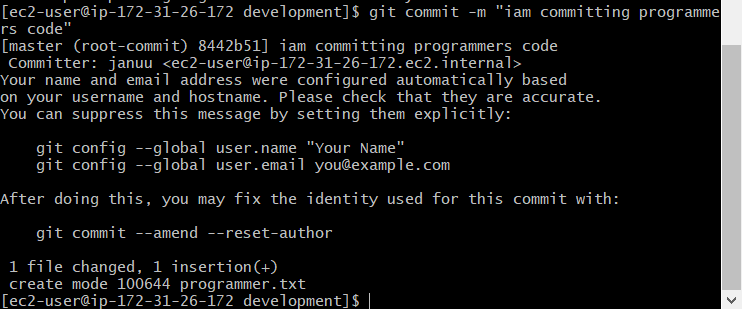 [ec2-user@ip-172-31-26-172 development]$ git commit -m "iam committing programme
rs code"
[master (root-commit) 8442b51] iam committing programmers code
 Committer: januu <ec2-user@ip-172-31-26-172.ec2.internal>
Your name and email address were configured automatically based
on your username and hostname. Please check that they are accurate.
You can suppress this message by setting them explicitly:

    git config --global user.name "Your Name"
    git config --global user.email you@example.com

After doing this, you may fix the identity used for this commit with:

    git commit --amend --reset-author

 1 file changed, 1 insertion(+)
 create mode 100644 programmer.txt
[ec2-user@ip-172-31-26-172 development]$